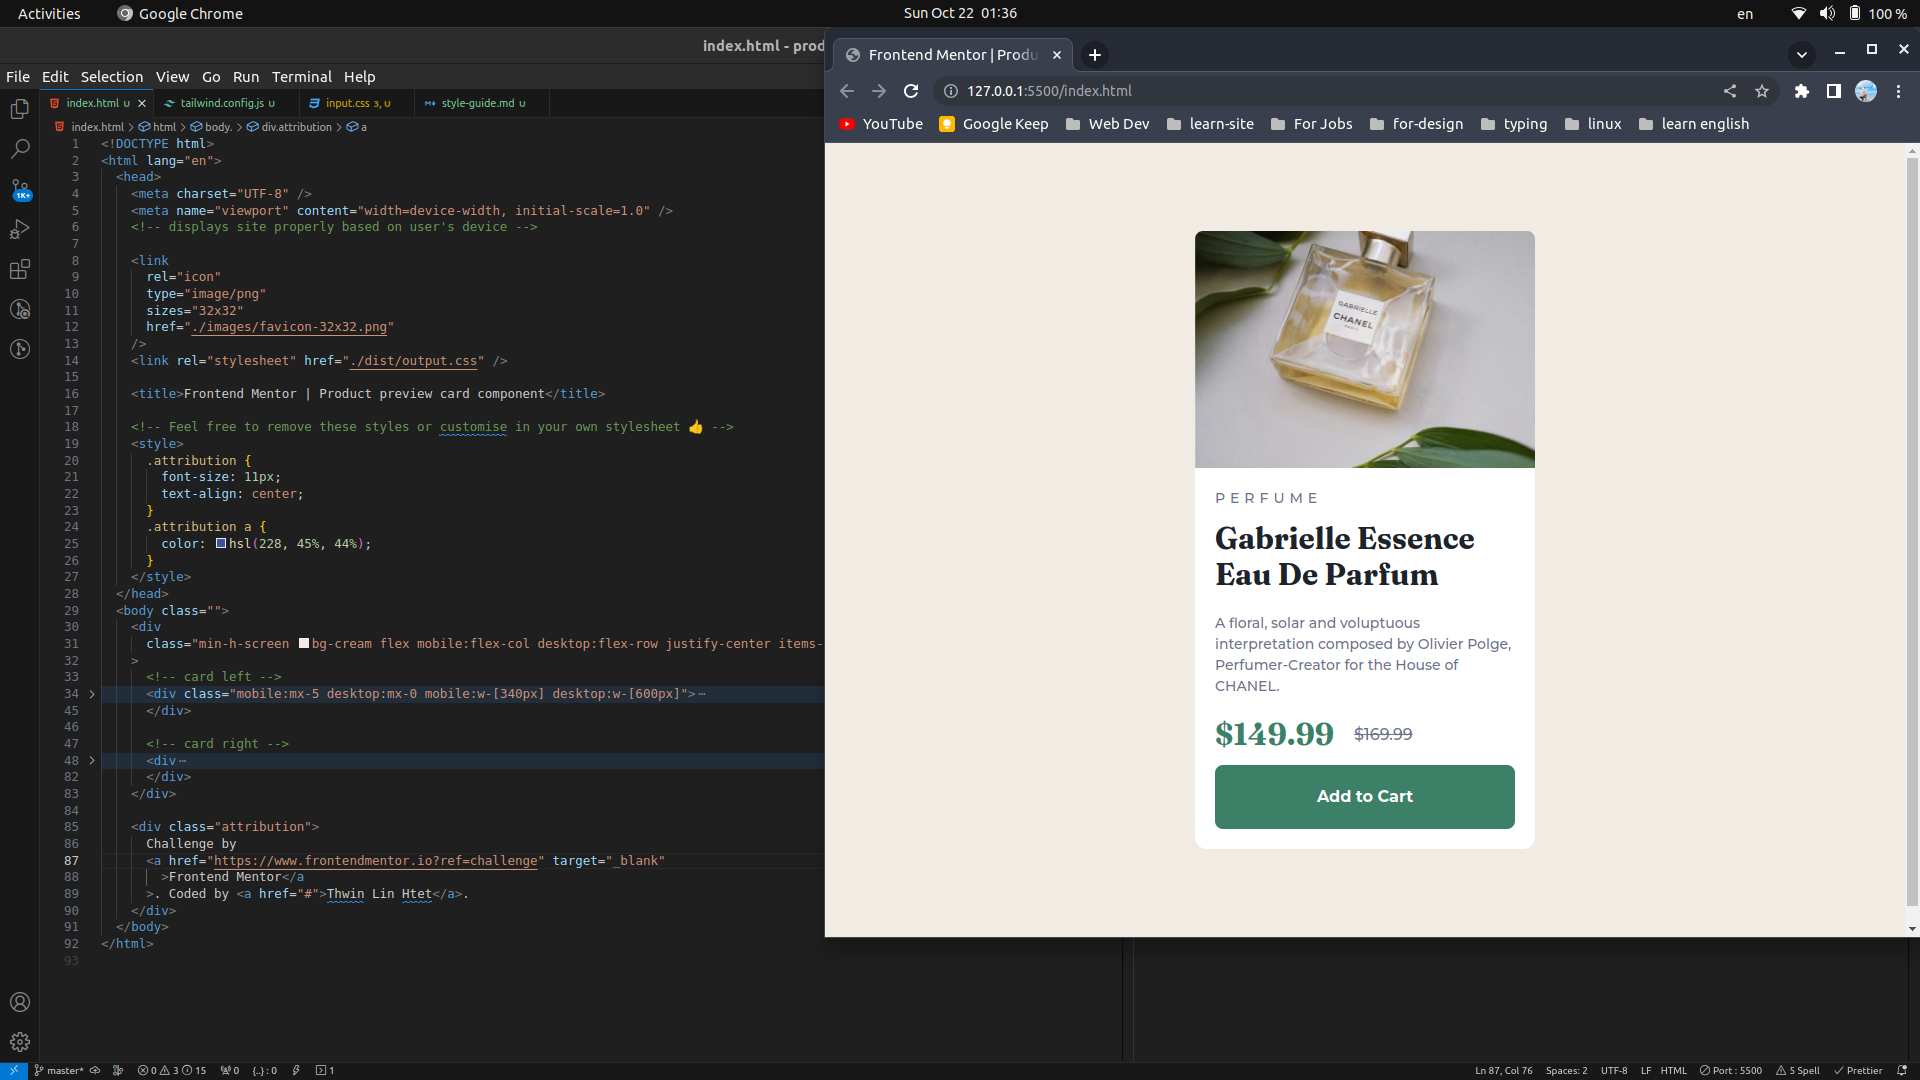 Activities
Google Chrome
Sun Oct 22 01:36
en
100 %
index.html - prod
File Edit Selection View Go Run Terminal Help
index.html U
tailwind.config.js U
input.css 3, U
style-guide.md U
index.html > html > body. > div.attribution > a
1 <!DOCTYPE html>
2 <html lang="en">
3 <head>
4 <meta charset="UTF-8" />
5 <meta name="viewport" content="width=device-width, initial-scale=1.0" />
6 <!-- displays site properly based on user's device -->
7
8 <link
9 rel="icon"
10 type="image/png"
11 sizes="32x32"
12 href="./images/favicon-32x32.png"
13 />
14 <link rel="stylesheet" href="./dist/output.css" />
15
16 <title>Frontend Mentor | Product preview card component</title>
17
18 <!-- Feel free to remove these styles or customise in your own stylesheet 👍 -->
19 <style>
20 .attribution {
21 font-size: 11px;
22 text-align: center;
23 }
24 .attribution a {
25 color: hsl(228, 45%, 44%);
26 }
27 </style>
28 </head>
29 <body class="">
30 <div
31 class="min-h-screen bg-cream flex mobile:flex-col desktop:flex-row justify-center items-
32 >
33 <!-- card left -->
34 <div class="mobile:mx-5 desktop:mx-0 mobile:w-[340px] desktop:w-[600px]">⋯
45 </div>
46
47 <!-- card right -->
48 <div⋯
82 </div>
83 </div>
84
85 <div class="attribution">
86 Challenge by
87 <a href="https://www.frontendmentor.io?ref=challenge" target="_blank"
88 >Frontend Mentor</a
89 >. Coded by <a href="#">Thwin Lin Htet</a>.
90 </div>
91 </body>
92 </html>
93
1K+
master*
0 3 15
0
{..} : 0
1
Ln 87, Col 76
Spaces: 2
UTF-8
LF
HTML
Port : 5500
5 Spell
Prettier
Frontend Mentor | Produ
127.0.0.1:5500/index.html
YouTube
Google Keep
Web Dev
learn-site
For Jobs
for-design
typing
linux
learn english
GABRIELLE
CHANEL
PARIS
PERFUME
Gabrielle Essence
Eau De Parfum
A floral, solar and voluptuous
interpretation composed by Olivier Polge,
Perfumer-Creator for the House of
CHANEL.
$149.99 $169.99
Add to Cart